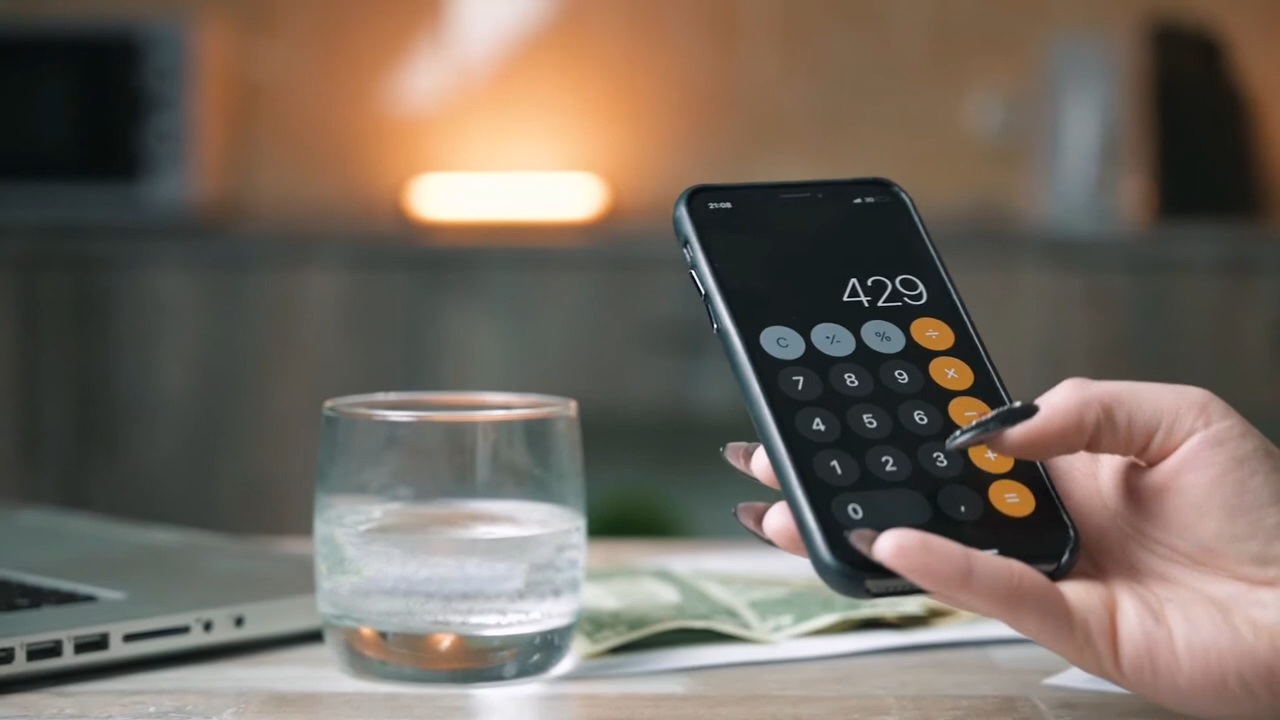 21:08
429
C ⁺∕₋ % ÷
7 8 9 ×
4 5 6 −
1 2 3 +
0 , =